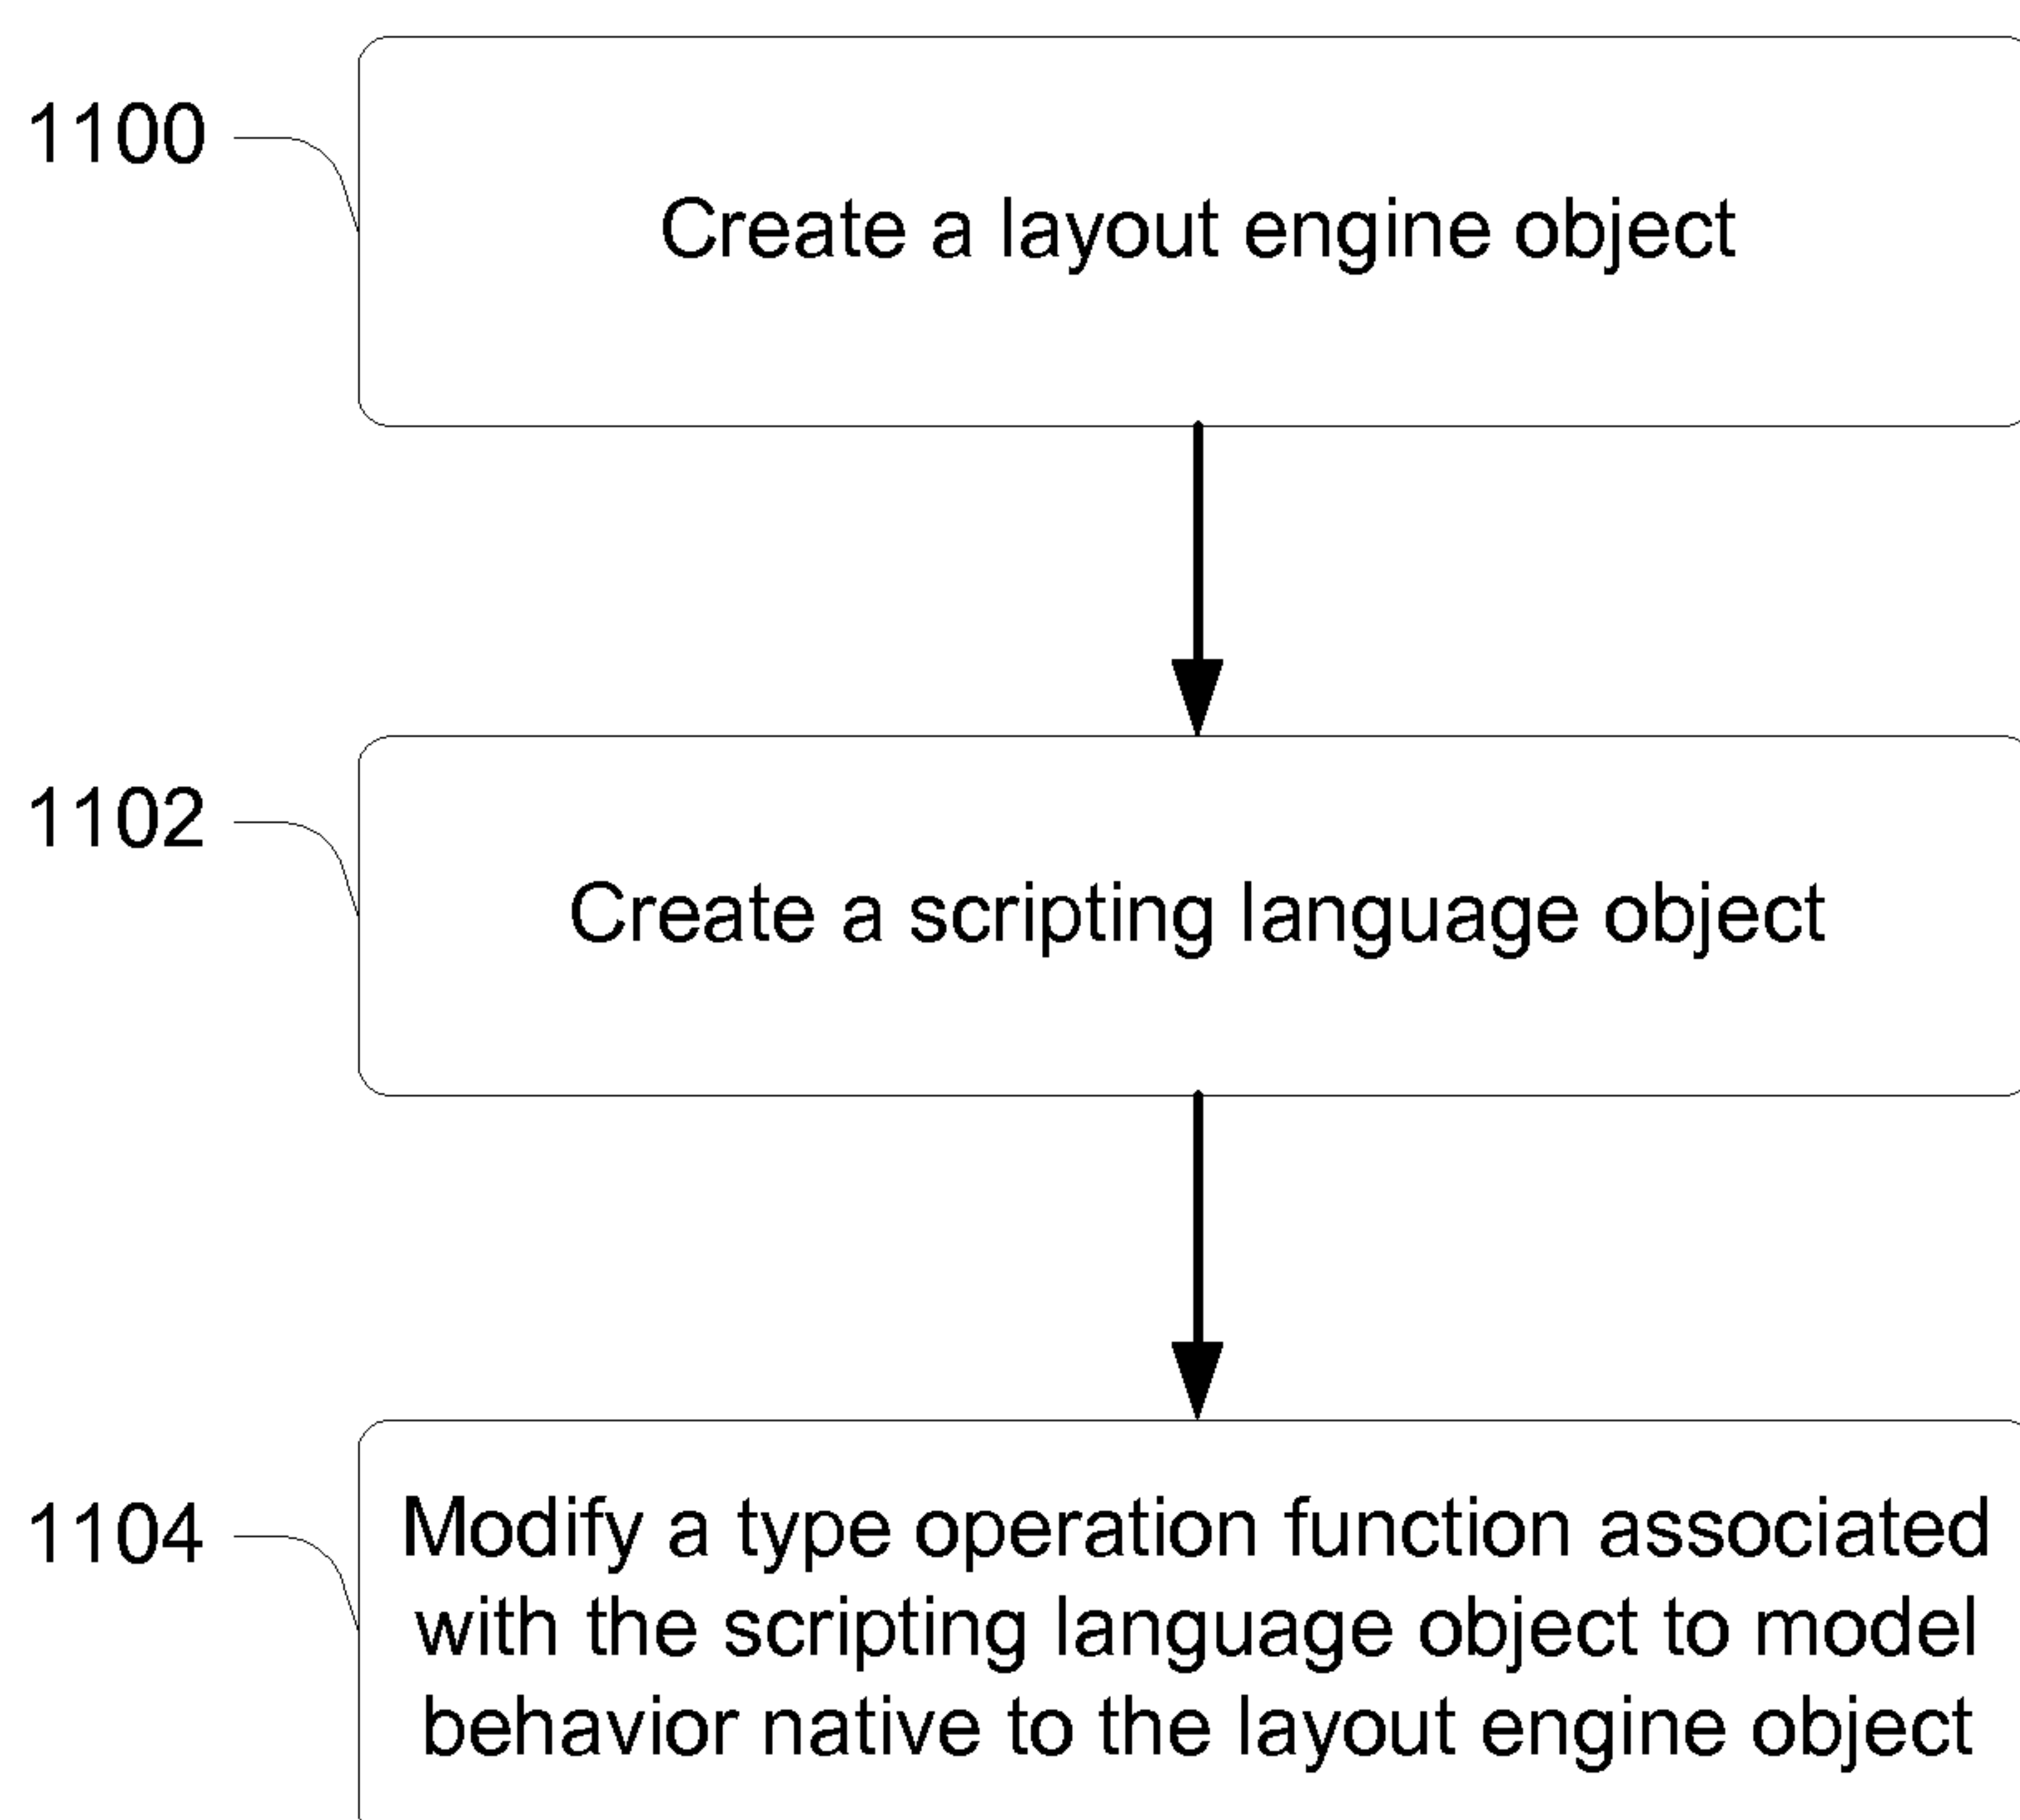 1100
Create a layout engine object
1102
Create a scripting language object
1104
Modify a type operation function associated
with the scripting language object to model
behavior native to the layout engine object